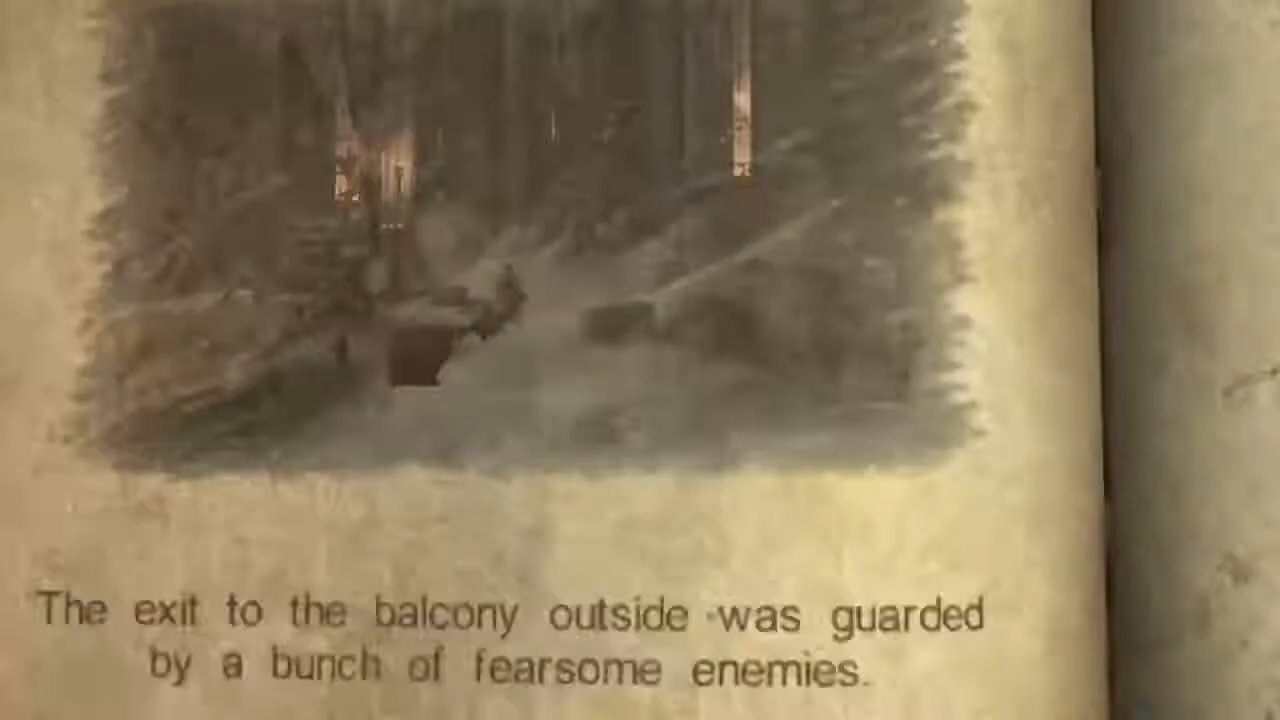 The exit to the balcony outside was guarded
by a bunch of fearsome enemies.